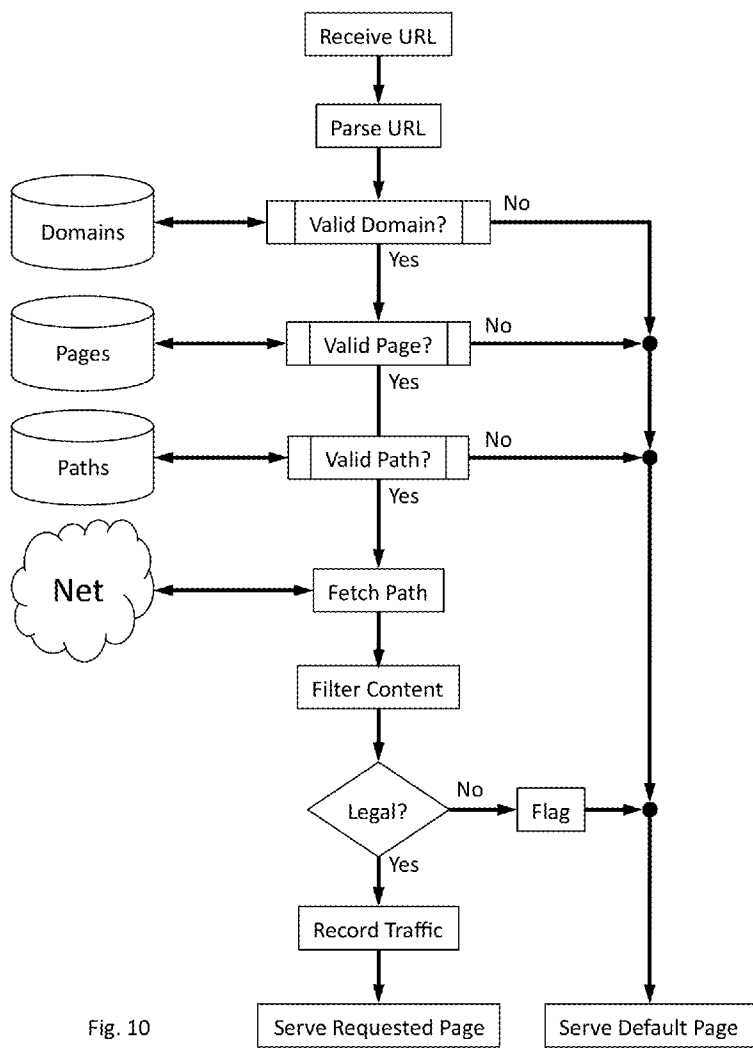 Receive URL
Parse URL
Domains
Valid Domain?
No
Yes
Pages
Valid Page?
No
Yes
Paths
Valid Path?
No
Yes
Net
Fetch Path
Filter Content
Legal?
No
Flag
Yes
Record Traffic
Fig. 10
Serve Requested Page
Serve Default Page